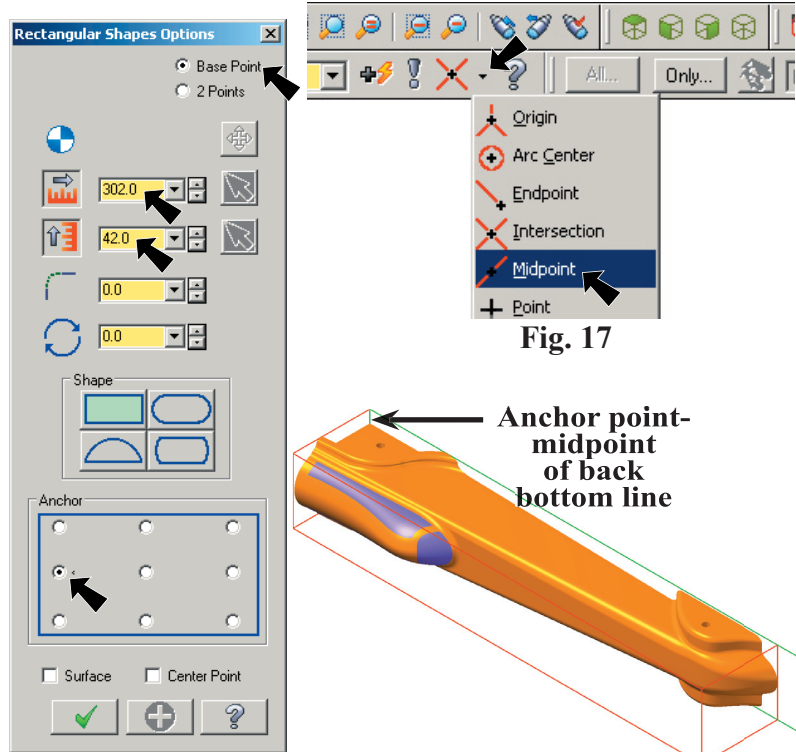 Rectangular Shapes Options
Base Point
2 Points
302.0
42.0
0.0
0.0
Shape
Anchor
Surface
Center Point
All...
Only...
Origin
Arc Center
Endpoint
Intersection
Midpoint
Point
Fig. 17
Anchor point-
midpoint
of back
bottom line